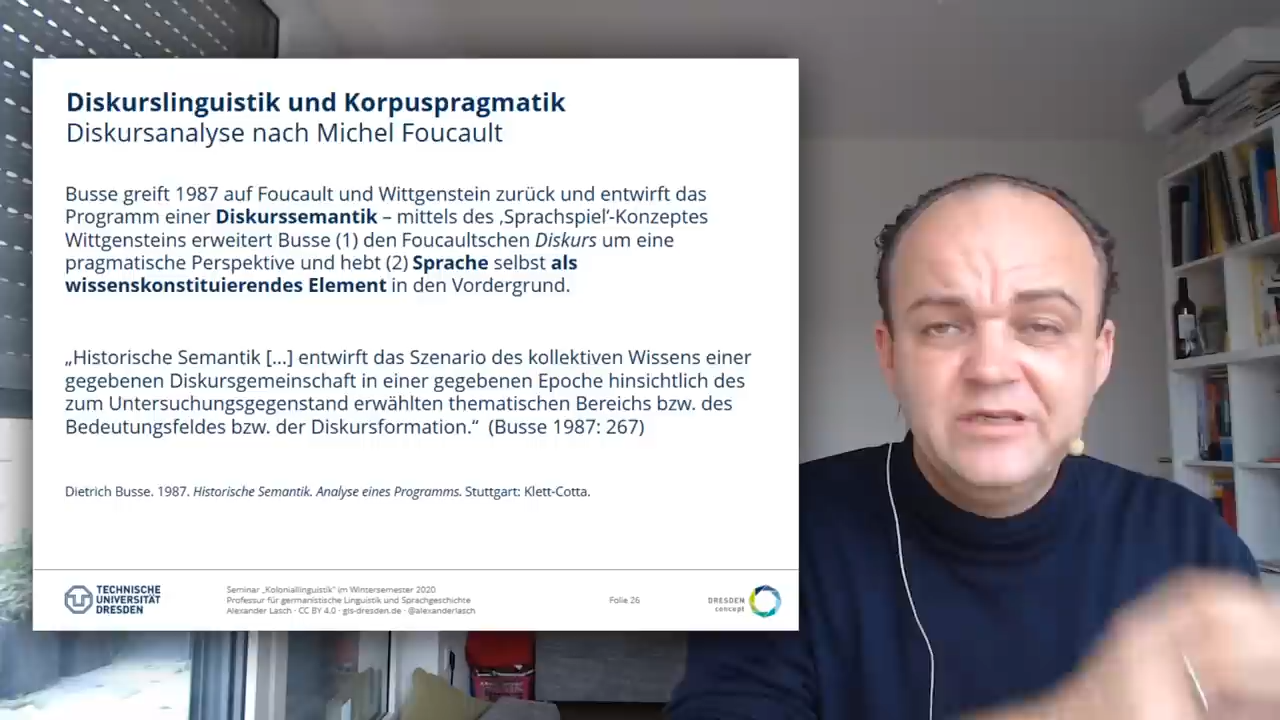 Diskurslinguistik und Korpuspragmatik
Diskursanalyse nach Michel Foucault
Busse greift 1987 auf Foucault und Wittgenstein zurück und entwirft das
Programm einer Diskurssemantik – mittels des ‚Sprachspiel‘-Konzeptes
Wittgensteins erweitert Busse (1) den Foucaultschen Diskurs um eine
pragmatische Perspektive und hebt (2) Sprache selbst als
wissenskonstituierendes Element in den Vordergrund.
„Historische Semantik [...] entwirft das Szenario des kollektiven Wissens einer
gegebenen Diskursgemeinschaft in einer gegebenen Epoche hinsichtlich des
zum Untersuchungsgegenstand erwählten thematischen Bereichs bzw. des
Bedeutungsfeldes bzw. der Diskursformation.“ (Busse 1987: 267)
Dietrich Busse. 1987. Historische Semantik. Analyse eines Programms. Stuttgart: Klett-Cotta.
TECHNISCHE
UNIVERSITÄT
DRESDEN
Seminar „Koloniallinguistik“ im Wintersemester 2020
Professur für germanistische Linguistik und Sprachgeschichte
Alexander Lasch · CC BY 4.0 · gls-dresden.de · @alexanderlasch
Folie 26
DRESDEN
concept